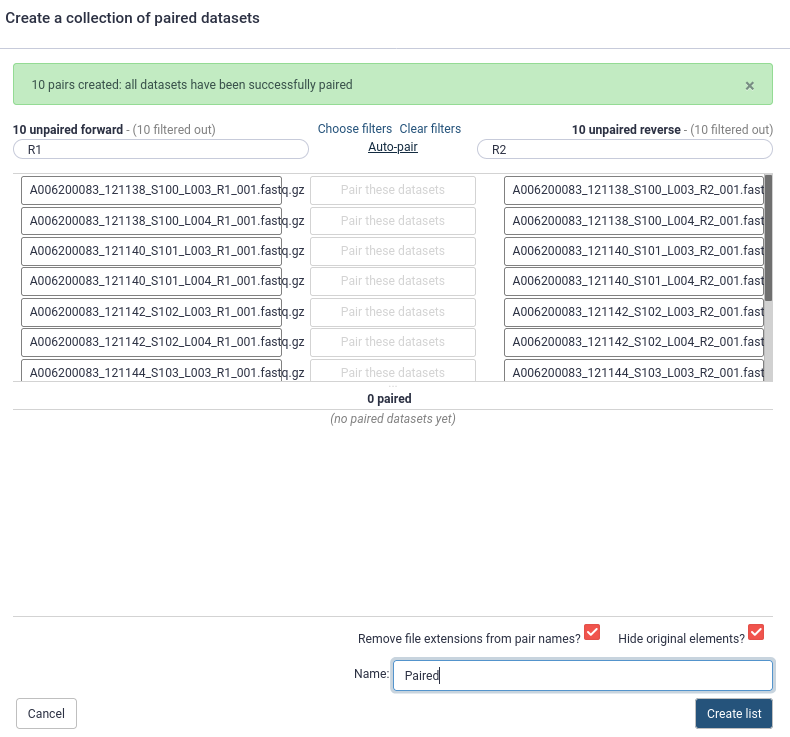 Create a collection of paired datasets
10 pairs created: all datasets have been successfully paired ×
10 unpaired forward - (10 filtered out) Choose filters Clear filters 10 unpaired reverse - (10 filtered out)
R1 Auto-pair R2
A006200083_121138_S100_L003_R1_001.fastq.gz Pair these datasets A006200083_121138_S100_L003_R2_001.fast
A006200083_121138_S100_L004_R1_001.fastq.gz Pair these datasets A006200083_121138_S100_L004_R2_001.fast
A006200083_121140_S101_L003_R1_001.fastq.gz Pair these datasets A006200083_121140_S101_L003_R2_001.fast
A006200083_121140_S101_L004_R1_001.fastq.gz Pair these datasets A006200083_121140_S101_L004_R2_001.fast
A006200083_121142_S102_L003_R1_001.fastq.gz Pair these datasets A006200083_121142_S102_L003_R2_001.fast
A006200083_121142_S102_L004_R1_001.fastq.gz Pair these datasets A006200083_121142_S102_L004_R2_001.fast
A006200083_121144_S103_L003_R1_001.fastq.gz Pair these datasets A006200083_121144_S103_L003_R2_001.fast
0 paired
(no paired datasets yet)
Remove file extensions from pair names? Hide original elements?
Name: Paired
Cancel Create list